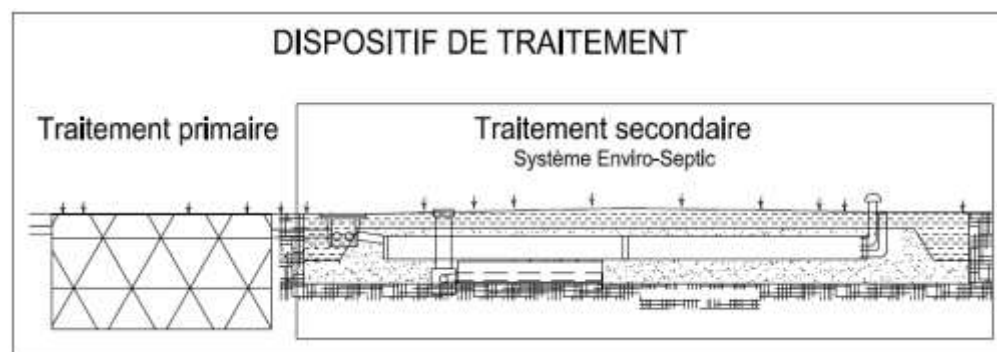 DISPOSITIF DE TRAITEMENT
Traitement primaire
Traitement secondaire
Système Enviro-Septic